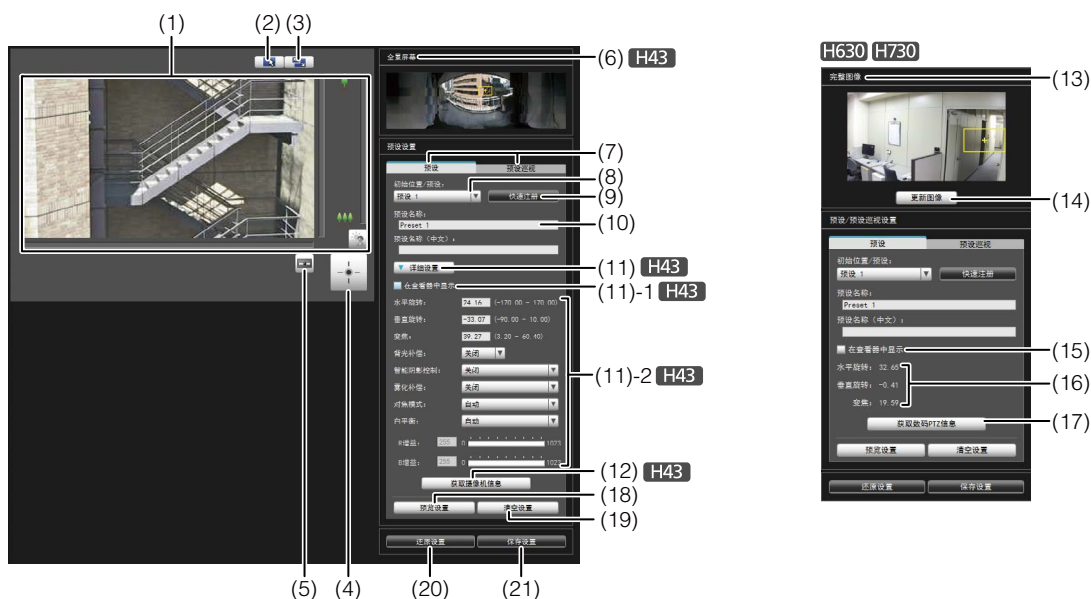 (1)
(2)
(3)
(4)
(5)
全景屏幕
(6) H43
预设设置
预设
预设巡视
(7)
初始位置/预设：
预设 1
快速注册
(8)
(9)
预设名称：
Preset 1
(10)
预设名称（中文）：
详细设置
(11) H43
在查看器中显示
(11)-1 H43
水平旋转： 74.16 (-170.00 - 170.00)
垂直旋转： -33.07 (-90.00 - 10.00)
变焦： 39.27 (3.20 - 60.40)
背光补偿： 关闭
智能阴影控制： 关闭
雾化补偿： 关闭
对焦模式： 自动
白平衡： 自动
(11)-2 H43
R增益： 255 0 1023
B增益： 255 0 1023
获取摄像机信息
(12) H43
预览设置
清空设置
(18)
(19)
还原设置
保存设置
(20)
(21)
H630 H730
完整图像
(13)
更新图像
(14)
预设/预设巡视设置
预设
预设巡视
初始位置/预设：
预设 1
快速注册
预设名称：
Preset 1
预设名称（中文）：
在查看器中显示
(15)
水平旋转： 32.65
垂直旋转： -0.41
变焦： 19.59
(16)
获取数码PTZ信息
(17)
预览设置
清空设置
还原设置
保存设置